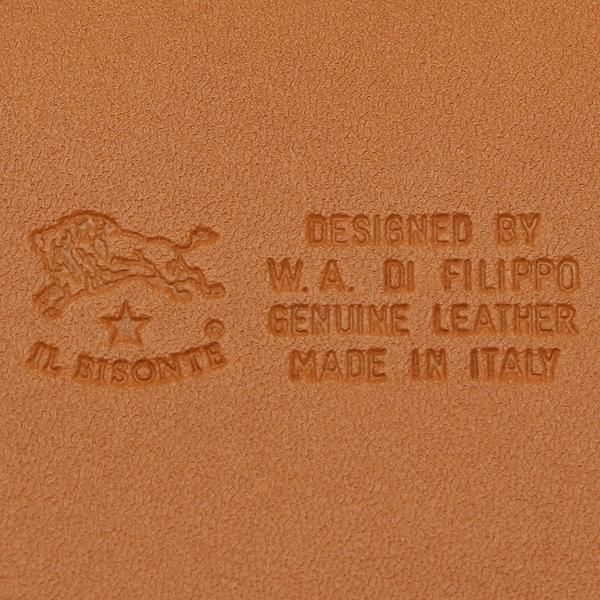 IL BISONTE®
DESIGNED BY
W. A. DI FILIPPO
GENUINE LEATHER
MADE IN ITALY